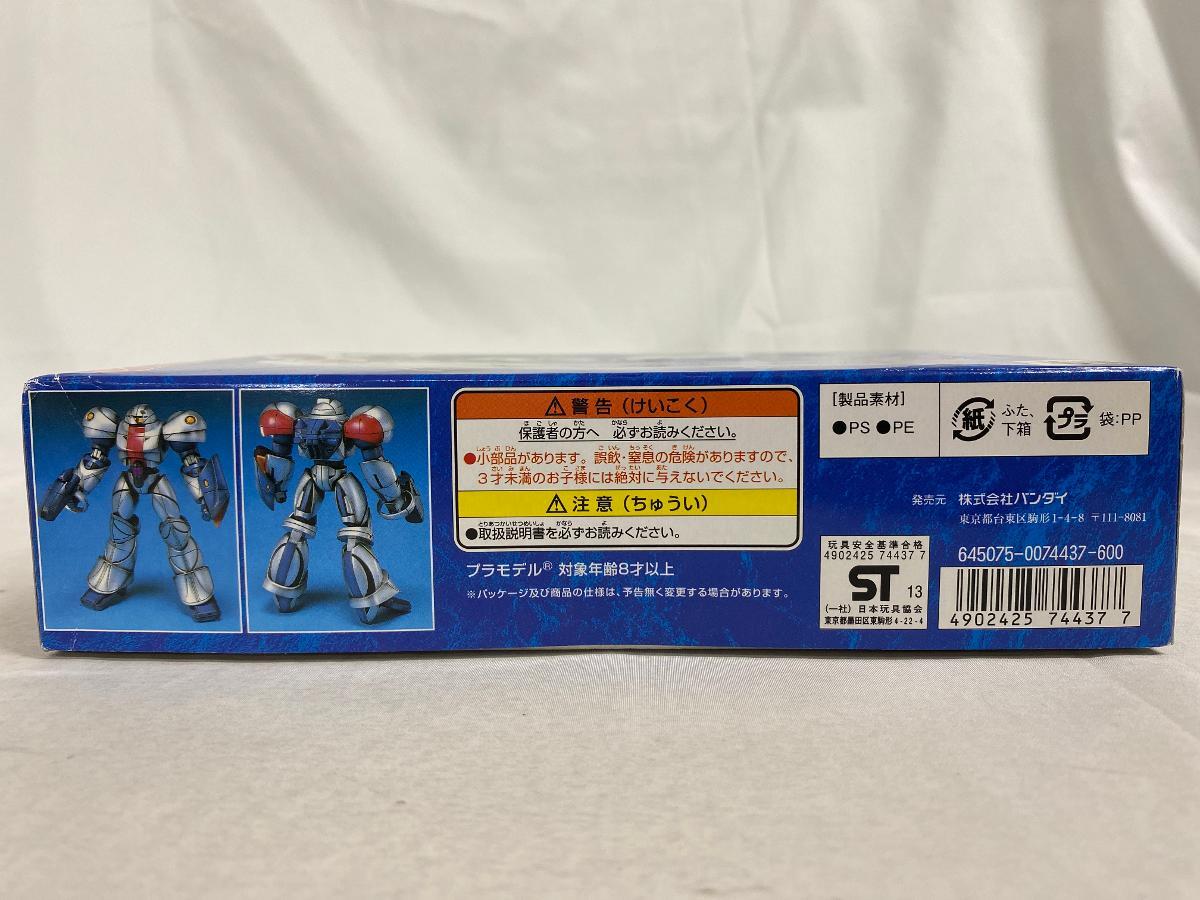 警告（けいこく）
保護者の方へ 必ずお読みください。
●小部品があります。誤飲・窒息の危険がありますので、
3才未満のお子様には絶対に与えないでください。
注意（ちゅうい）
●取扱説明書を必ずお読みください。
プラモデル® 対象年齢8才以上
※パッケージ及び商品の仕様は、予告無く変更する場合があります。
[製品素材]
●PS ●PE
紙
ふた、
下箱
プラ
袋:PP
発売元 株式会社バンダイ
東京都台東区駒形1-4-8 〒111-8081
玩具安全基準合格
4902425 74437 7
ST 13
(一社) 日本玩具協会
東京都墨田区東駒形4-22-4
645075-0074437-600
4902425 74437 7